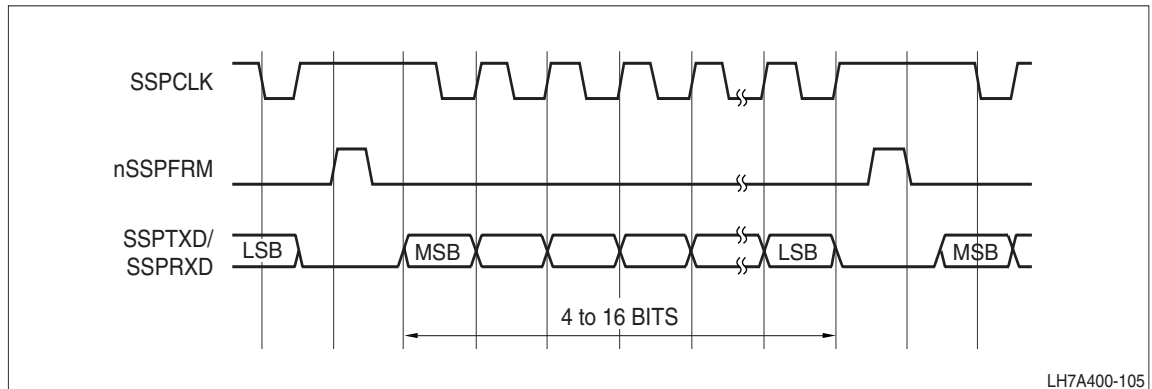 SSPCLK
nSSPFRM
SSPTXD/
SSPRXD
LSB
MSB
LSB
MSB
4 to 16 BITS
LH7A400-105